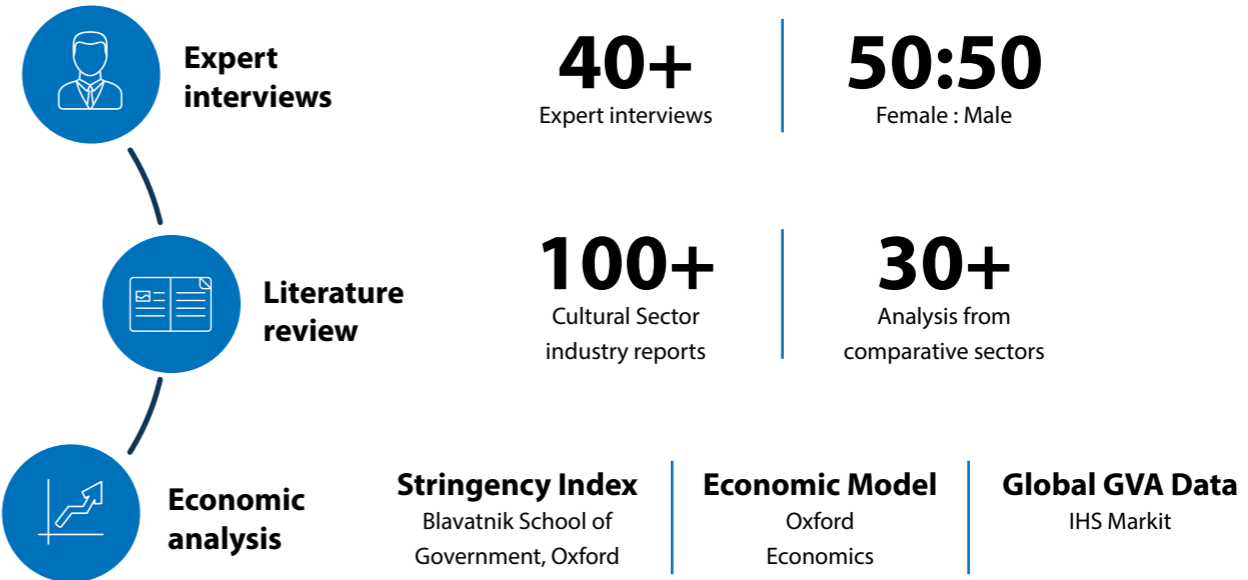 Expert
interviews
40+
Expert interviews
50:50
Female : Male
Literature
review
100+
Cultural Sector
industry reports
30+
Analysis from
comparative sectors
Economic
analysis
Stringency Index
Blavatnik School of
Government, Oxford
Economic Model
Oxford
Economics
Global GVA Data
IHS Markit